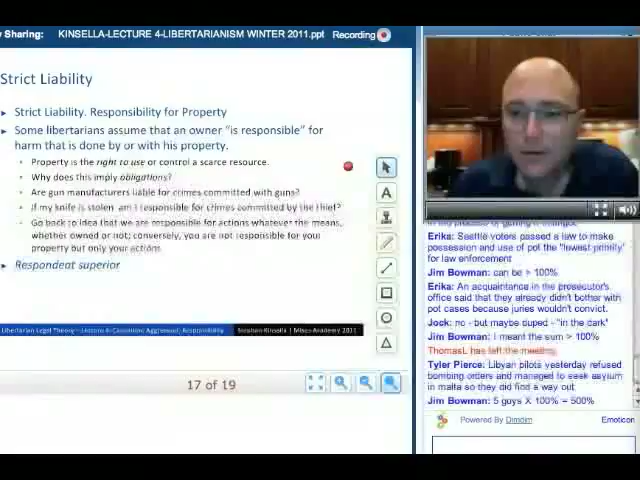 Sharing: KINSELLA-LECTURE 4-LIBERTARIANISM WINTER 2011.ppt Recording
Strict Liability
Strict Liability. Responsibility for Property
Some libertarians assume that an owner "is responsible" for
harm that is done by or with his property.
Property is the right to use or control a scarce resource.
Why does this imply obligations?
Are gun manufacturers liable for crimes committed with guns?
If my knife is stolen, am I responsible for crimes committed by the thief?
Go back to idea that we are responsible for actions whatever the means,
whether owned or not; conversely, you are not responsible for your
property but only your actions.
Respondent superior
Libertarian Legal Theory - Lecture 4: Causation, Aggression, Responsibility
Stephan Kinsella | Mises Academy 2011
17 of 19
A
Erika: Seattle voters passed a law to make
possession and use of pot the "lowest priority"
for law enforcement
Jim Bowman: can be > 100%
Erika: An acquaintance in the prosecutor's
office said that they already didn't bother with
pot cases because juries wouldn't convict.
Jock: no - but maybe duped - "in the dark"
Jim Bowman: I meant the sum > 100%
ThomasL has left the meeting
Tyler Pierce: Libyan pilots yesterday refused
bombing orders and managed to seek asylum
in malta so they did find a way out
Jim Bowman: 5 guys X 100% = 500%
Powered By Dimdim Emoticon